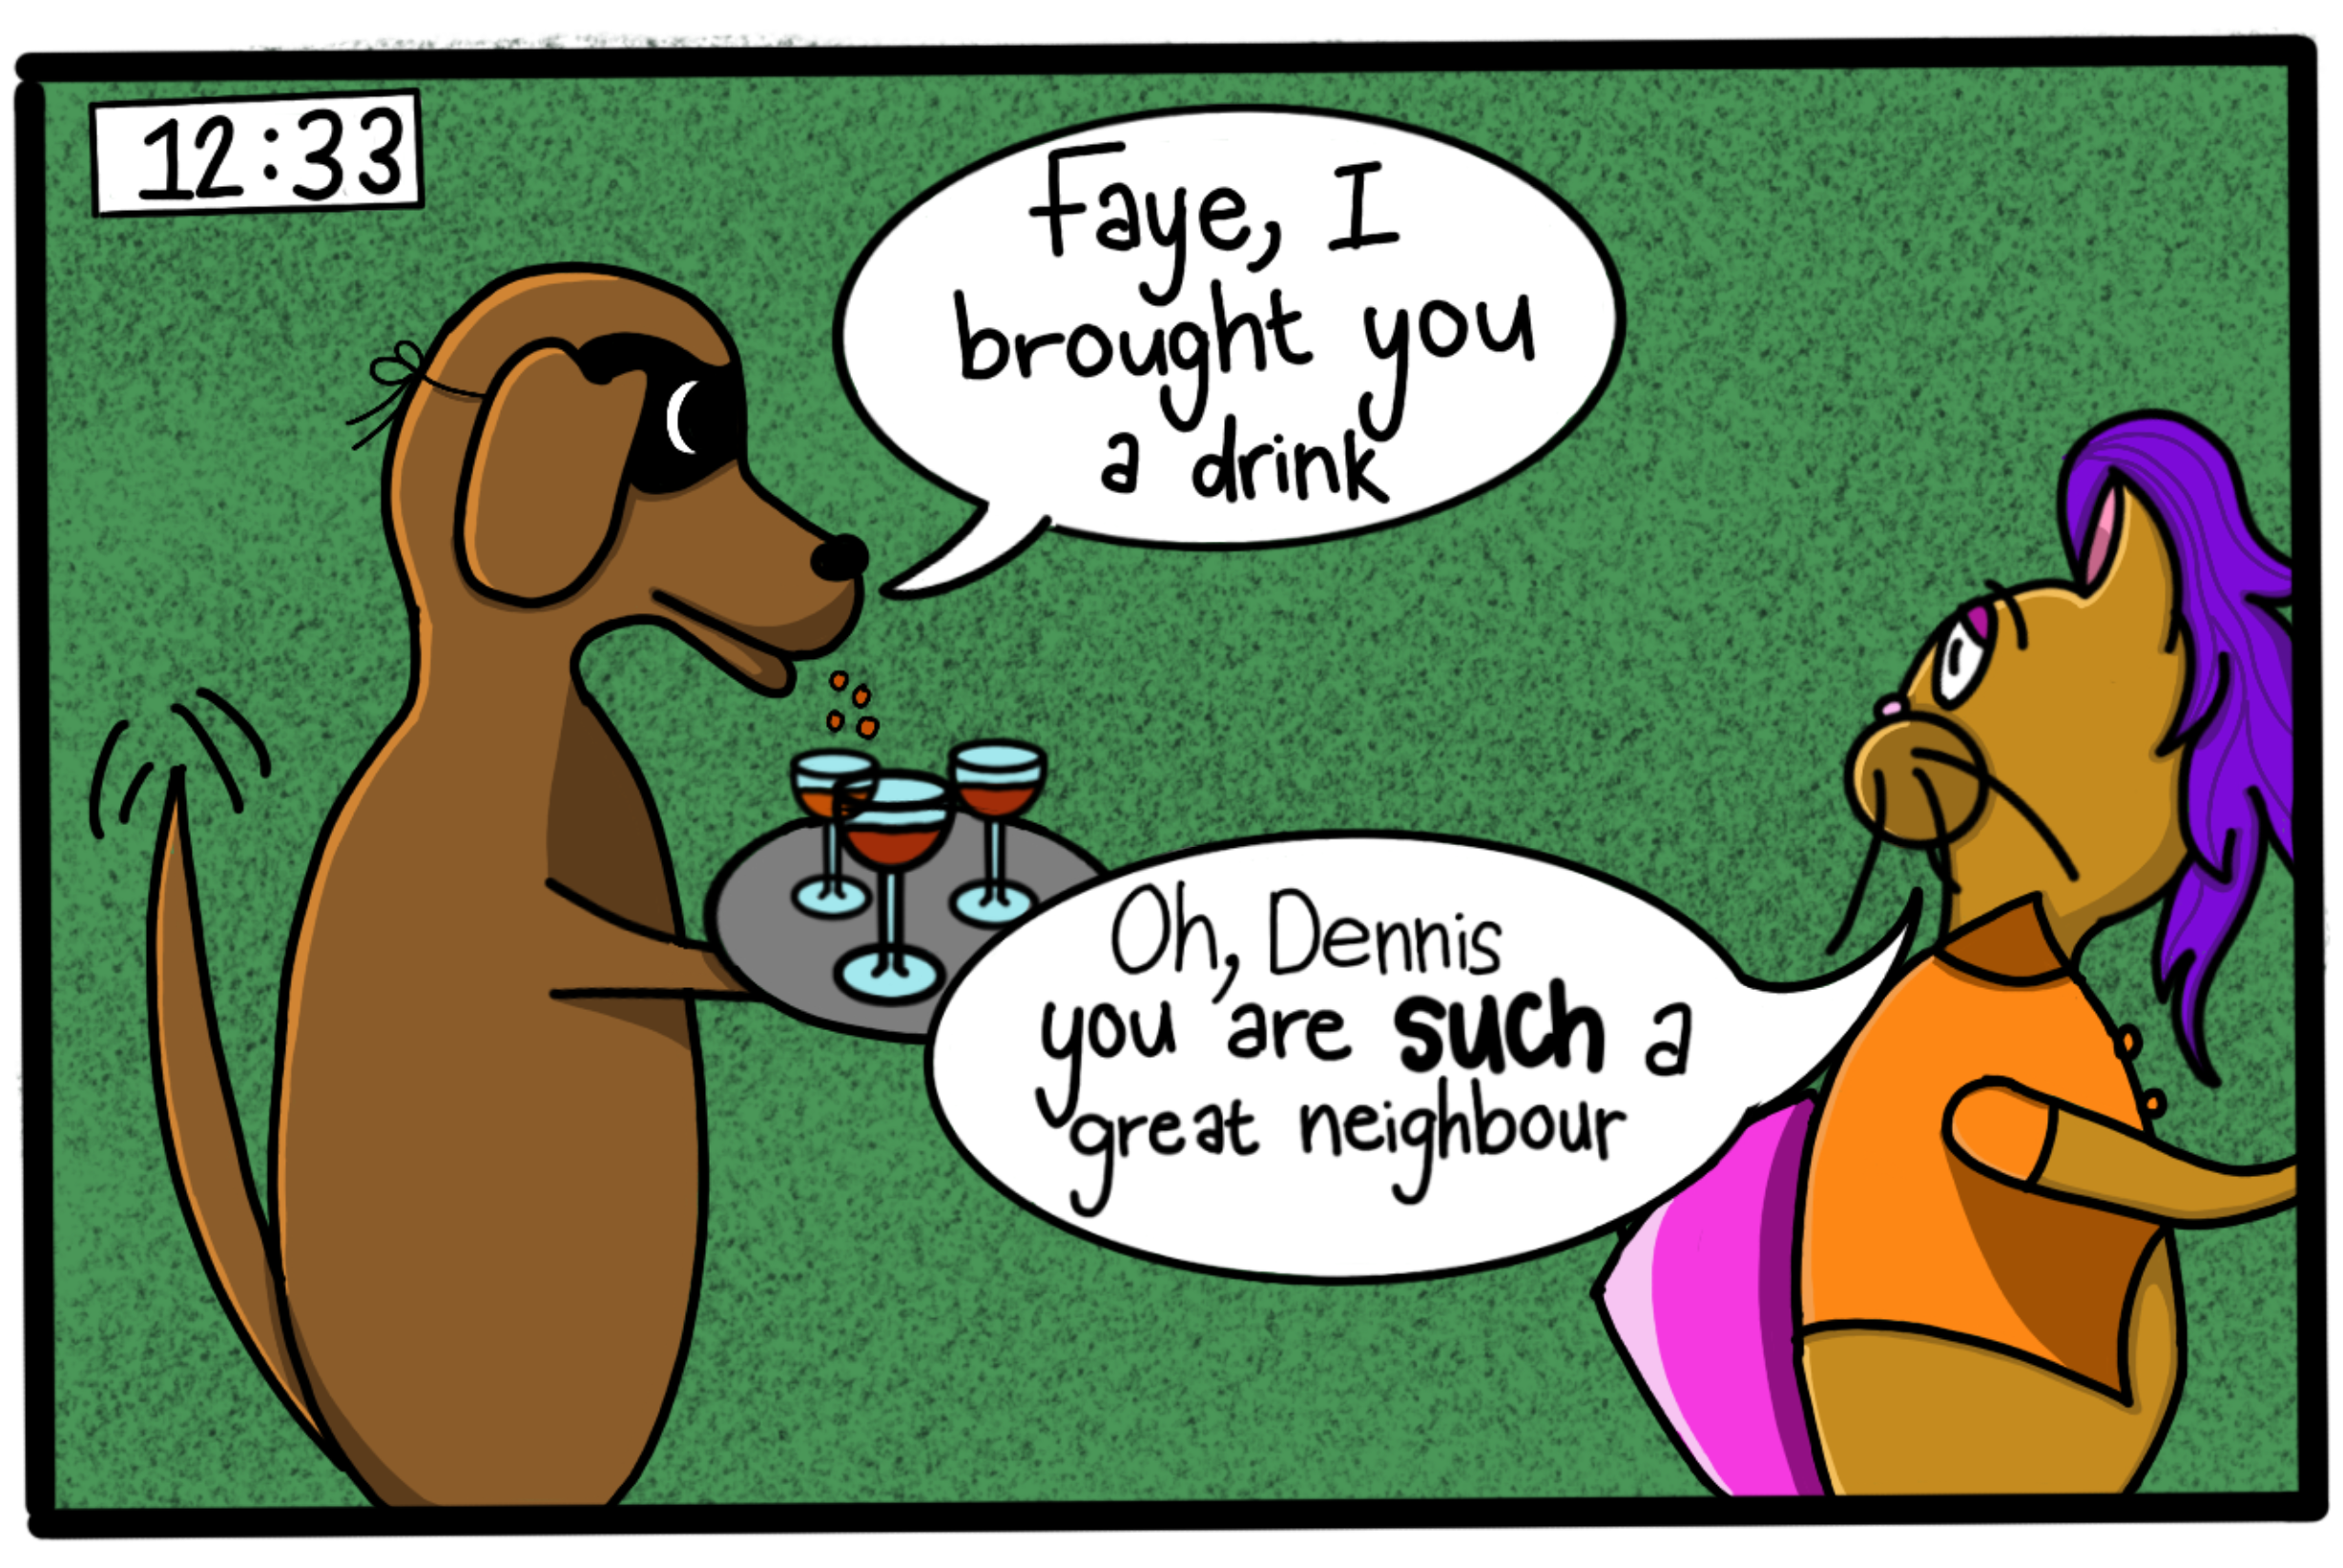 12:33
Faye, I
brought you
a drink
Oh, Dennis
you are such a
great neighbour